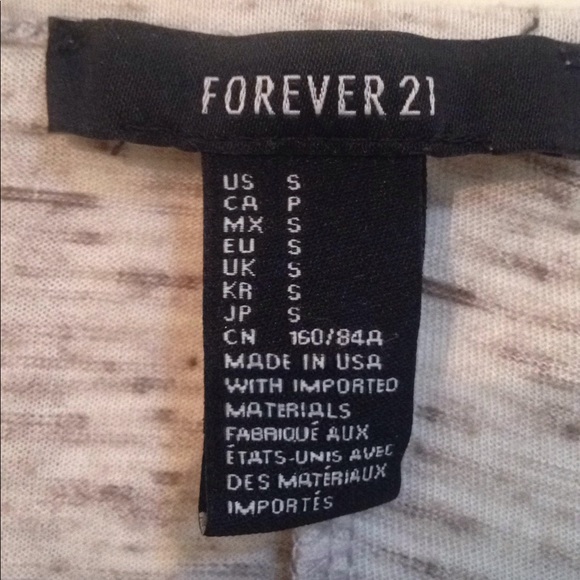 FOREVER 21
US S
CA P
MX S
EU S
UK S
KR S
JP S
CN 160/84A
MADE IN USA
WITH IMPORTED
MATERIALS
FABRIQUÉ AUX
ÉTATS-UNIS AVEC
DES MATÉRIAUX
IMPORTÉS